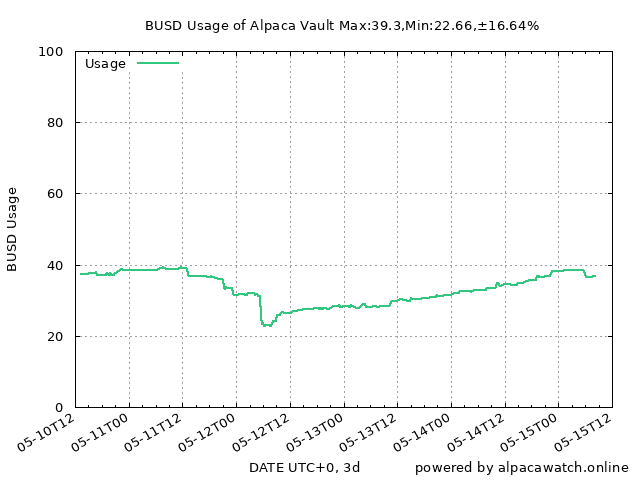 BUSD Usage of Alpaca Vault Max:39.3,Min:22.66,±16.64%
Usage
BUSD Usage
100
80
60
40
20
0
05-10T12
05-11T00
05-11T12
05-12T00
05-12T12
05-13T00
05-13T12
05-14T00
05-14T12
05-15T00
05-15T12
DATE UTC+0, 3d
powered by alpacawatch.online